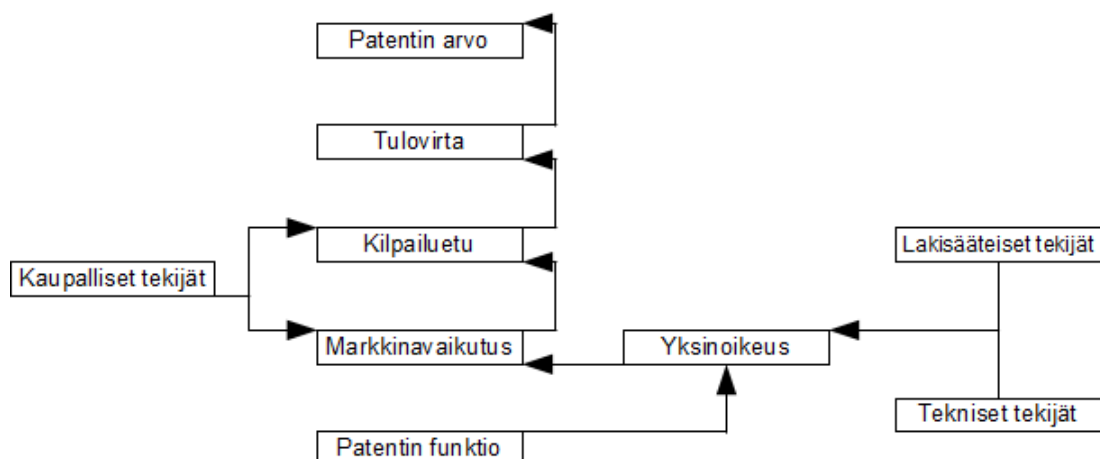 Patentin arvo
Tulovirta
Kilpailuetu
Lakisääteiset tekijät
Kaupalliset tekijät
Markkinavaikutus
Yksinoikeus
Tekniset tekijät
Patentin funktio